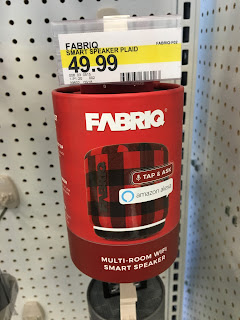 FABRIQ
SMART SPEAKER PLAID
49.99
FABRIQ
TAP & ASK
amazon alexa
MULTI-ROOM WIFI
SMART SPEAKER